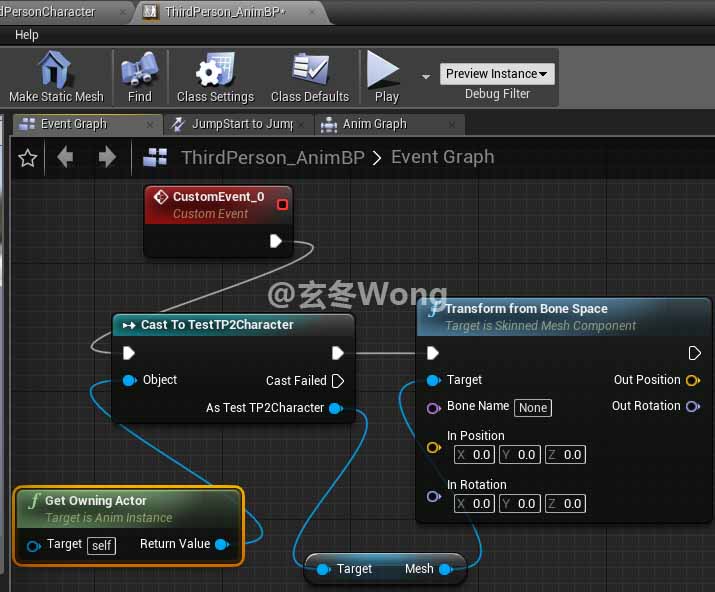 dPersonCharacter
ThirdPerson_AnimBP*
Help
Make Static Mesh
Find
Class Settings
Class Defaults
Play
Preview Instance
Debug Filter
Event Graph
JumpStart to Jump
Anim Graph
ThirdPerson_AnimBP > Event Graph
CustomEvent_0
Custom Event
@玄冬Wong
Cast To TestTP2Character
Object
Cast Failed
As Test TP2Character
f Transform from Bone Space
Target is Skinned Mesh Component
Target
Out Position
Bone Name None
Out Rotation
In Position
X 0.0 Y 0.0 Z 0.0
In Rotation
X 0.0 Y 0.0 Z 0.0
f Get Owning Actor
Target is Anim Instance
Target self
Return Value
Target
Mesh